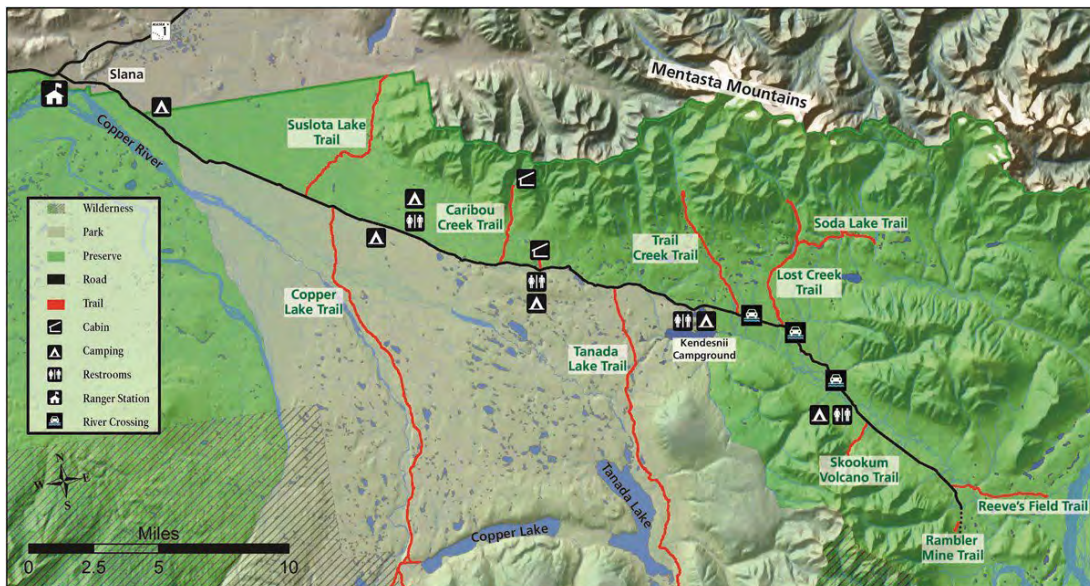 1
Slana
Mentasta Mountains
Copper River
Suslota Lake
Trail
Caribou
Creek Trail
Trail
Creek Trail
Soda Lake Trail
Lost Creek
Trail
Copper
Lake Trail
Tanada
Lake Trail
Kendesnii
Campground
Skookum
Volcano Trail
Reeve's Field Trail
Rambler
Mine Trail
Tanada Lake
Copper Lake
Wilderness
Park
Preserve
Road
Trail
Cabin
Camping
Restrooms
Ranger Station
River Crossing
N
W
E
S
Miles
0
2.5
5
10